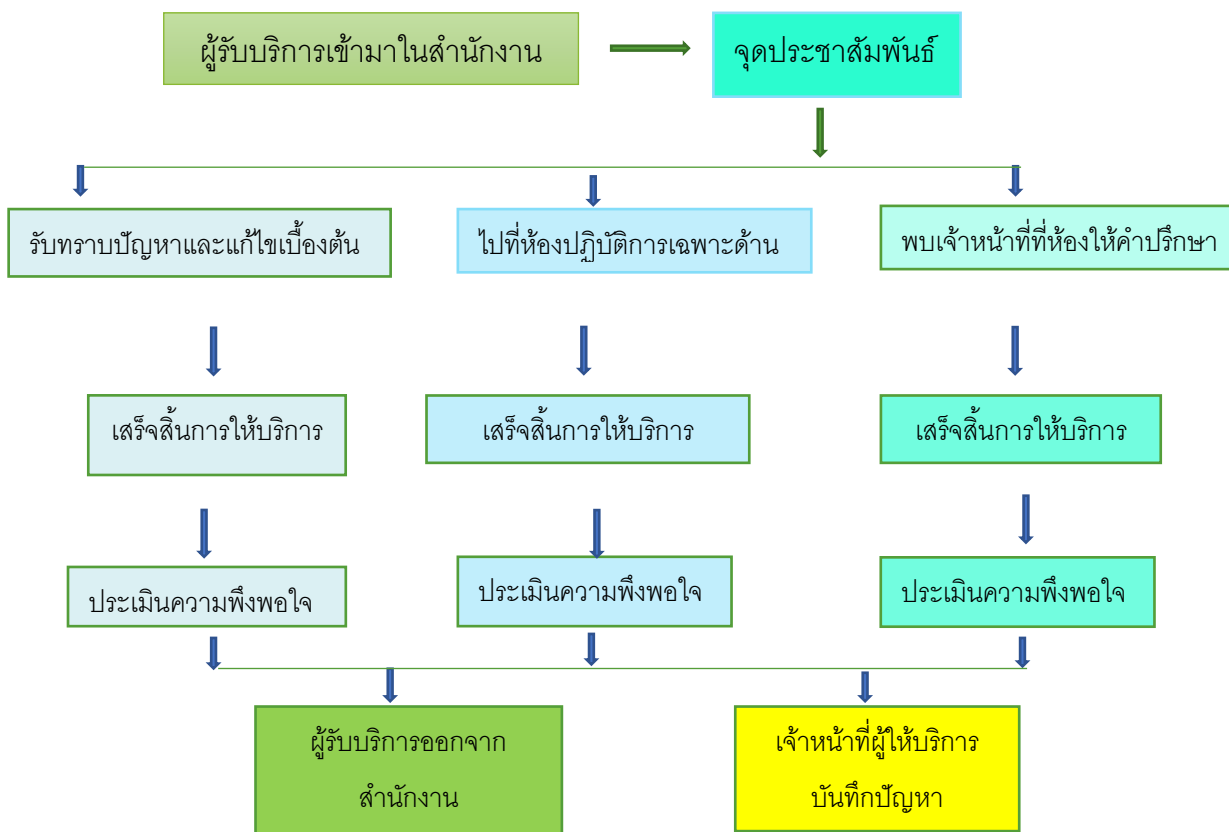 ผู้รับบริการเข้ามาในสำนักงาน
จุดประชาสัมพันธ์
รับทราบปัญหาและแก้ไขเบื้องต้น
ไปที่ห้องปฏิบัติการเฉพาะด้าน
พบเจ้าหน้าที่ที่ห้องให้คำปรึกษา
เสร็จสิ้นการให้บริการ
เสร็จสิ้นการให้บริการ
เสร็จสิ้นการให้บริการ
ประเมินความพึงพอใจ
ประเมินความพึงพอใจ
ประเมินความพึงพอใจ
ผู้รับบริการออกจาก
สำนักงาน
เจ้าหน้าที่ผู้ให้บริการ
บันทึกปัญหา